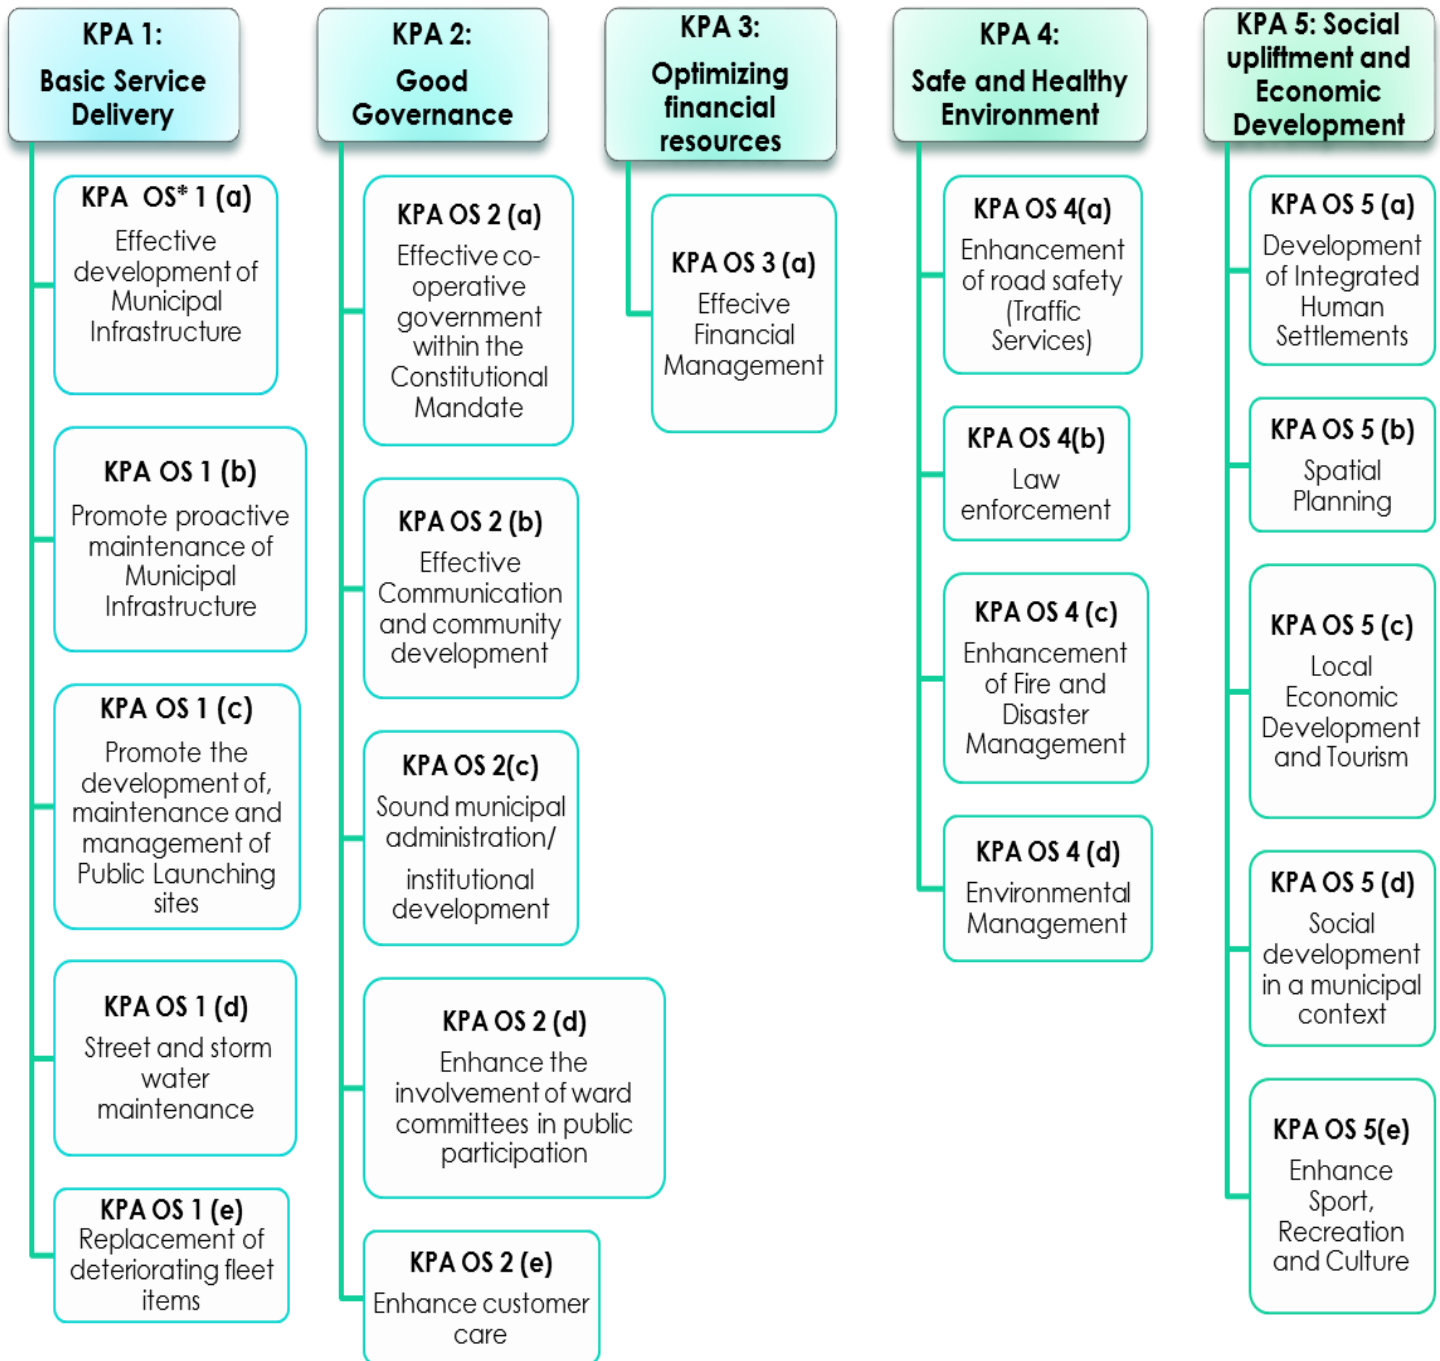 KPA 1:
Basic Service
Delivery
KPA OS* 1 (a)
Effective
development of
Municipal
Infrastructure
KPA OS 1 (b)
Promote proactive
maintenance of
Municipal
Infrastructure
KPA OS 1 (c)
Promote the
development of,
maintenance and
management of
Public Launching
sites
KPA OS 1 (d)
Street and storm
water
maintenance
KPA OS 1 (e)
Replacement of
deteriorating fleet
items
KPA 2:
Good
Governance
KPA OS 2 (a)
Effective co-
operative
government
within the
Constitutional
Mandate
KPA OS 2 (b)
Effective
Communication
and community
development
KPA OS 2(c)
Sound municipal
administration/
institutional
development
KPA OS 2 (d)
Enhance the
involvement of ward
committees in public
participation
KPA OS 2 (e)
Enhance customer
care
KPA 3:
Optimizing
financial
resources
KPA OS 3 (a)
Effecive
Financial
Management
KPA 4:
Safe and Healthy
Environment
KPA OS 4(a)
Enhancement
of road safety
(Traffic
Services)
KPA OS 4(b)
Law
enforcement
KPA OS 4 (c)
Enhancement
of Fire and
Disaster
Management
KPA OS 4 (d)
Environmental
Management
KPA 5: Social
upliftment and
Economic
Development
KPA OS 5 (a)
Development
of Integrated
Human
Settlements
KPA OS 5 (b)
Spatial
Planning
KPA OS 5 (c)
Local
Economic
Development
and Tourism
KPA OS 5 (d)
Social
development
in a municipal
context
KPA OS 5(e)
Enhance
Sport,
Recreation
and Culture